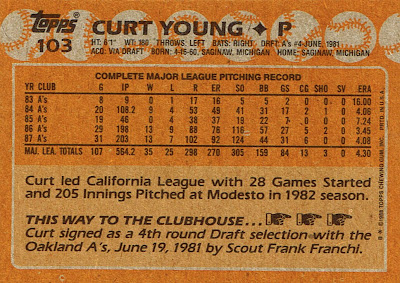 Topps
103
CURT YOUNG ✦ P
HT: 6'1" WT: 180 THROWS: LEFT BATS: RIGHT DRFT: A's #4-JUNE, 1981
ACQ: VIA DRAFT BORN: 4-15-60, SAGINAW, MICHIGAN HOME: SAGINAW, MICHIGAN
COMPLETE MAJOR LEAGUE PITCHING RECORD
YR CLUB G IP W L R ER SO BB GS CG SHO SV ERA
83 A's 8 9 0 1 17 16 5 5 2 0 0 0 16.00
84 A's 20 108.2 9 4 53 49 41 31 17 2 1 0 4.06
85 A's 19 46 0 4 38 37 19 22 7 0 0 0 7.24
86 A's 29 198 13 9 88 76 116 57 27 5 2 0 3.45
87 A's 31 203 13 7 102 92 124 44 31 6 0 0 4.08
MAJ. LEA. TOTALS 107 564.2 35 25 298 270 305 159 84 13 3 0 4.30
Curt led California League with 28 Games Started
and 205 Innings Pitched at Modesto in 1982 season.
THIS WAY TO THE CLUBHOUSE...
Curt signed as a 4th round Draft selection with the
Oakland A's, June 19, 1981 by Scout Frank Franchi.
© 1988 TOPPS CHEWING GUM, INC. PRTD. IN U.S.A.